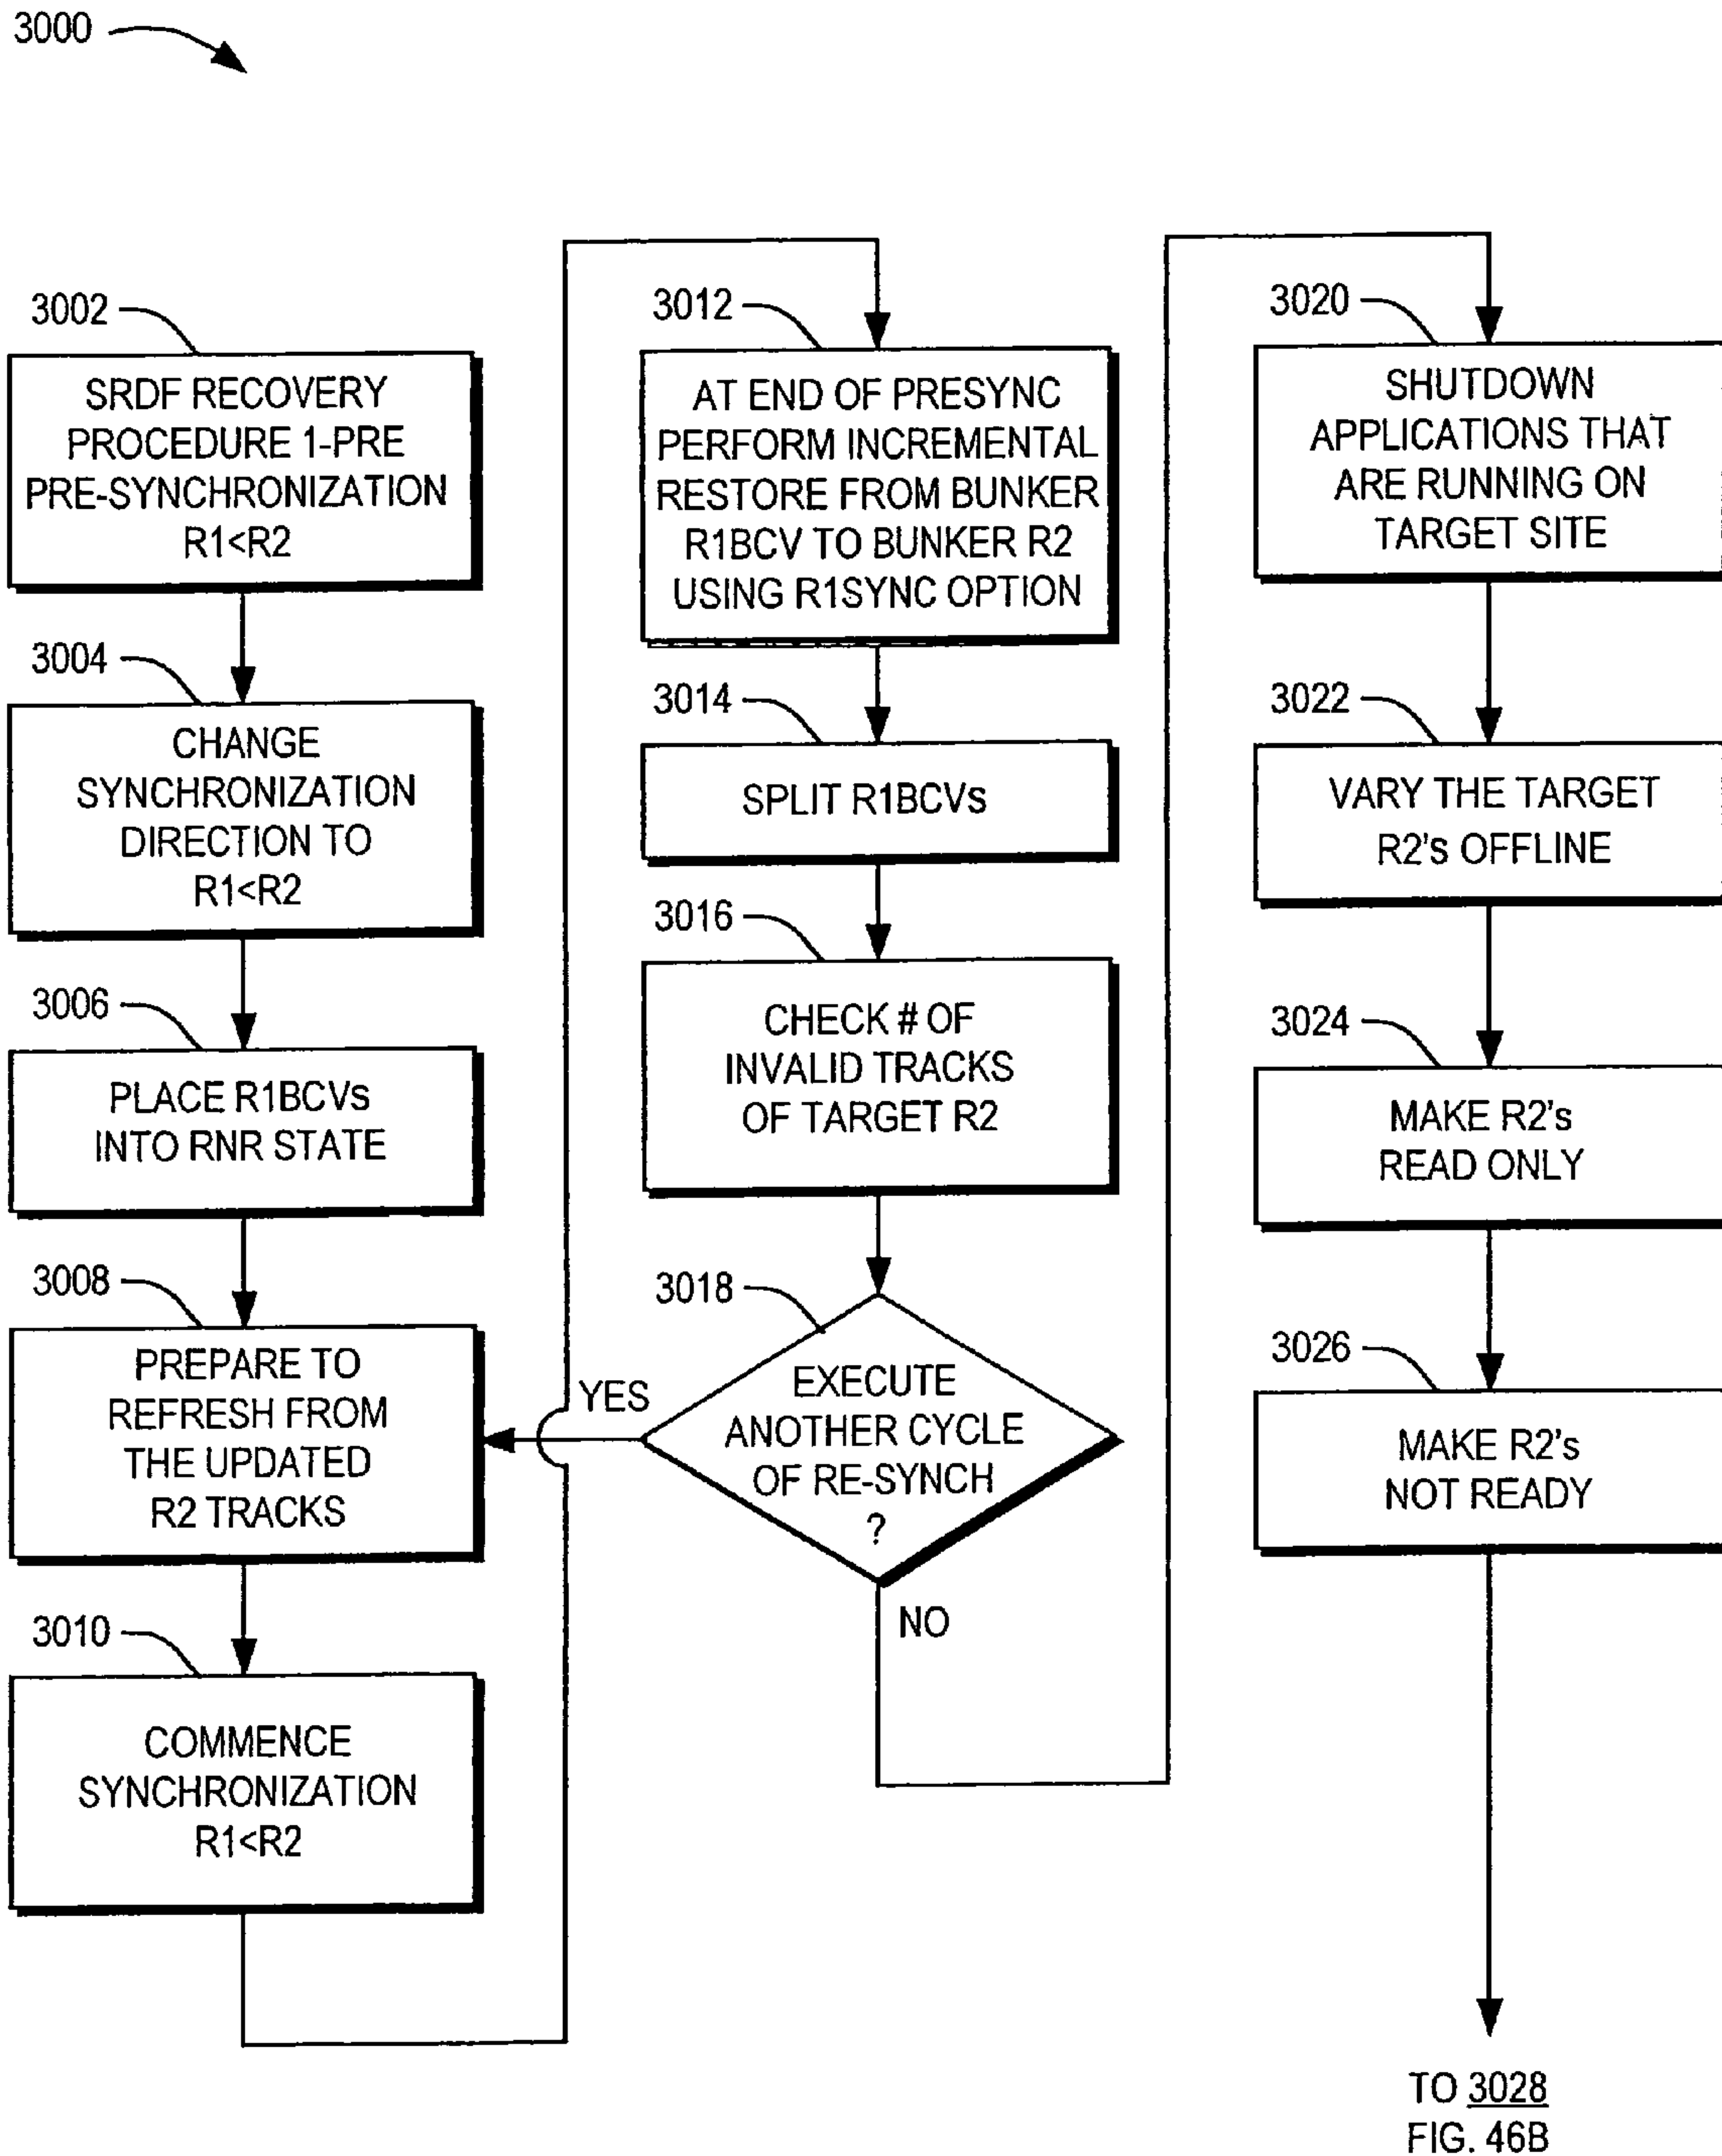 3000
3002
SRDF RECOVERY
PROCEDURE 1-PRE
PRE-SYNCHRONIZATION
R1<R2
3004
CHANGE
SYNCHRONIZATION
DIRECTION TO
R1<R2
3006
PLACE R1BCVs
INTO RNR STATE
3008
PREPARE TO
REFRESH FROM
THE UPDATED
R2 TRACKS
3010
COMMENCE
SYNCHRONIZATION
R1<R2
3012
AT END OF PRESYNC
PERFORM INCREMENTAL
RESTORE FROM BUNKER
R1BCV TO BUNKER R2
USING R1SYNC OPTION
3014
SPLIT R1BCVs
3016
CHECK # OF
INVALID TRACKS
OF TARGET R2
3018
EXECUTE
ANOTHER CYCLE
OF RE-SYNCH
?
YES
NO
3020
SHUTDOWN
APPLICATIONS THAT
ARE RUNNING ON
TARGET SITE
3022
VARY THE TARGET
R2's OFFLINE
3024
MAKE R2's
READ ONLY
3026
MAKE R2's
NOT READY
TO 3028
FIG. 46B